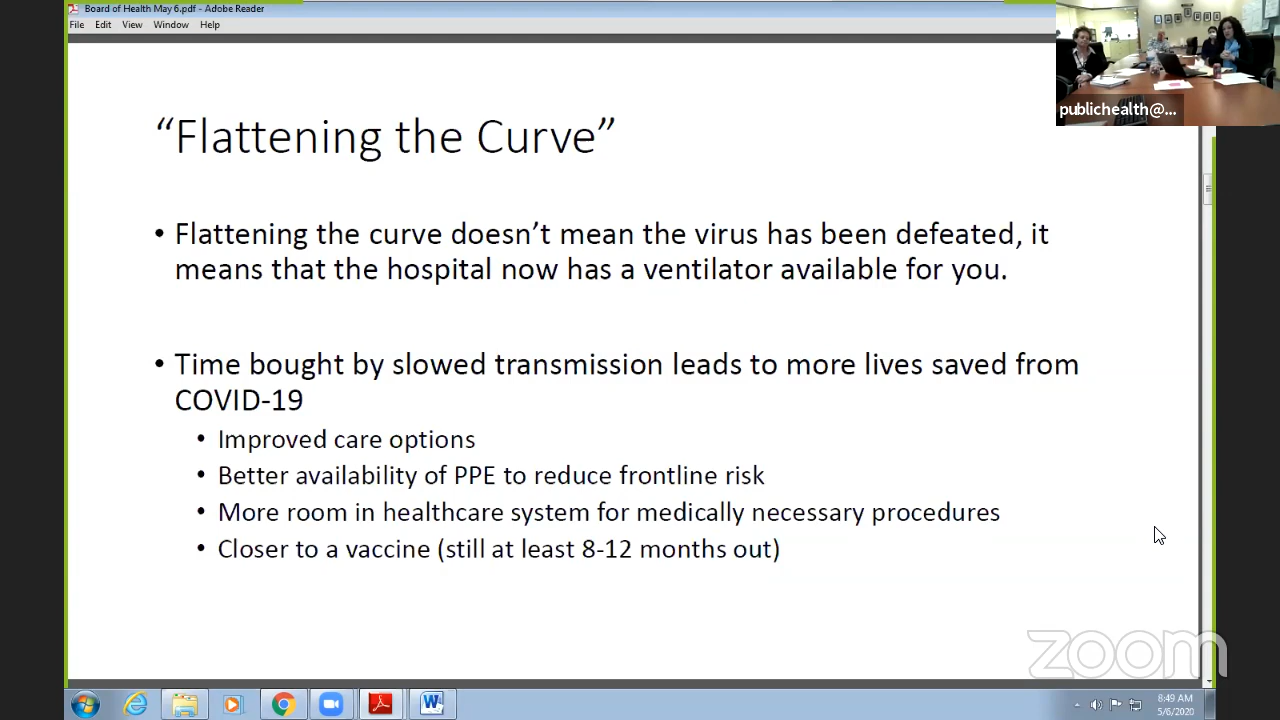 Board of Health May 6.pdf - Adobe Reader
File Edit View Window Help
publichealth@...
“Flattening the Curve”
• Flattening the curve doesn’t mean the virus has been defeated, it
means that the hospital now has a ventilator available for you.
• Time bought by slowed transmission leads to more lives saved from
COVID-19
• Improved care options
• Better availability of PPE to reduce frontline risk
• More room in healthcare system for medically necessary procedures
• Closer to a vaccine (still at least 8-12 months out)
zoom
8:49 AM
5/6/2020